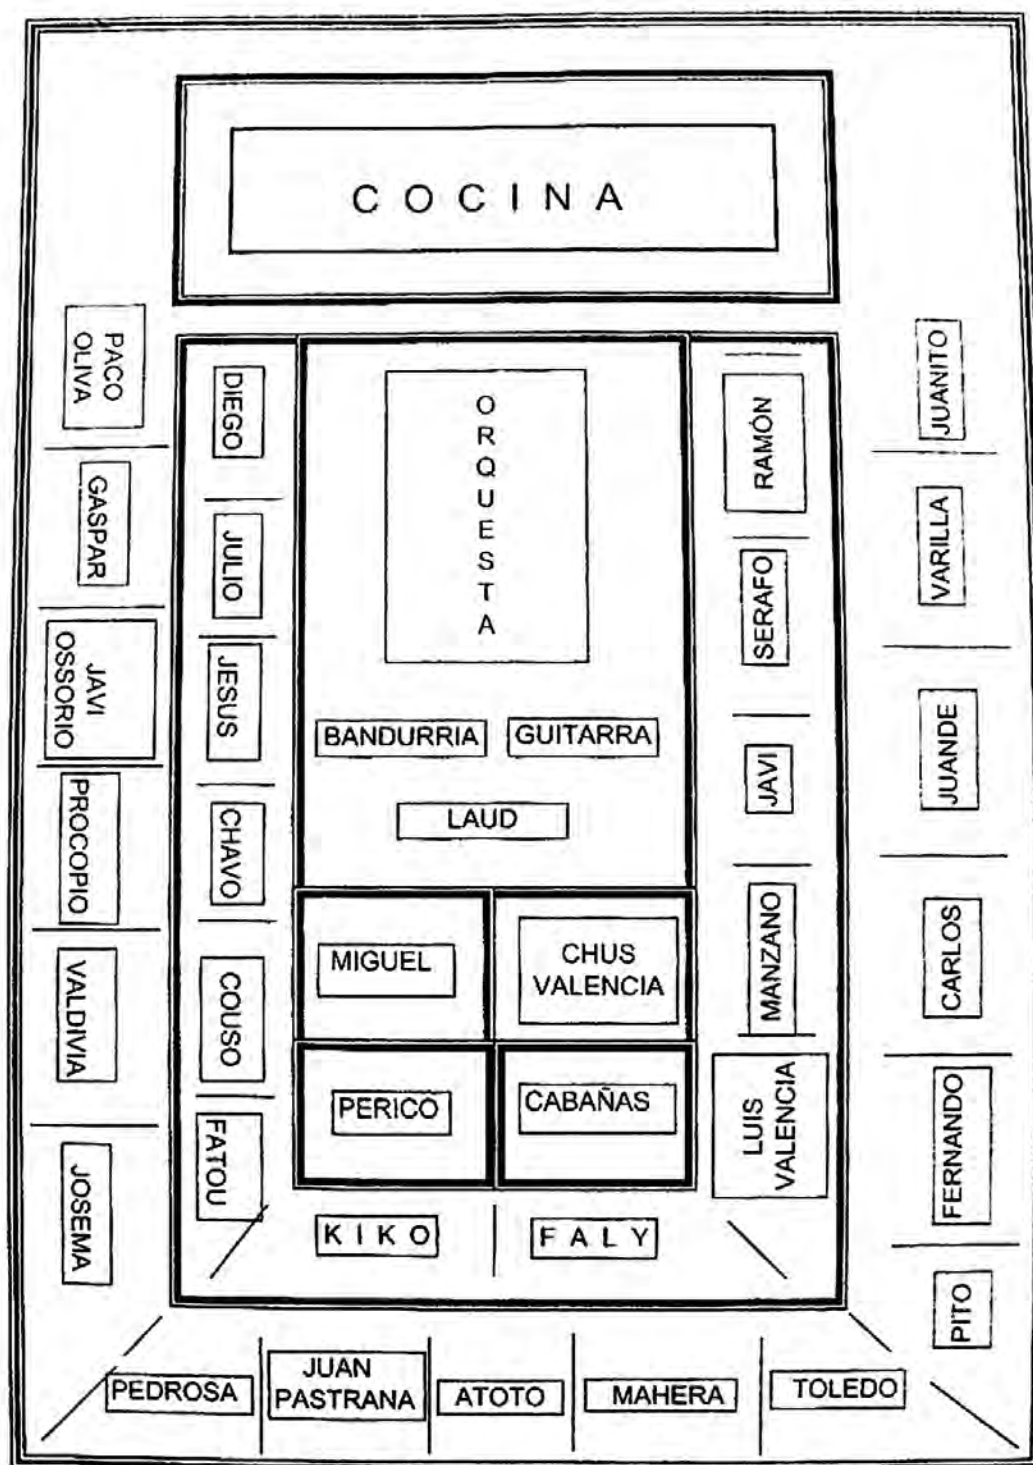 COCINA
PACO
OLIVA
GASPAR
JAVI
OSSORIO
PROCOPIO
VALDIVIA
JOSEMA
DIEGO
JULIO
JESUS
CHAVO
COUSO
FATOU
ORQUESTA
BANDURRIA
GUITARRA
LAUD
MIGUEL
CHUS
VALENCIA
PERICO
CABAÑAS
KIKO
FALY
RAMÓN
SERAFO
JAVI
MANZANO
LUIS
VALENCIA
JUANITO
VARILLA
JUANDE
CARLOS
FERNANDO
PITO
PEDROSA
JUAN
PASTRANA
ATOTO
MAHERA
TOLEDO